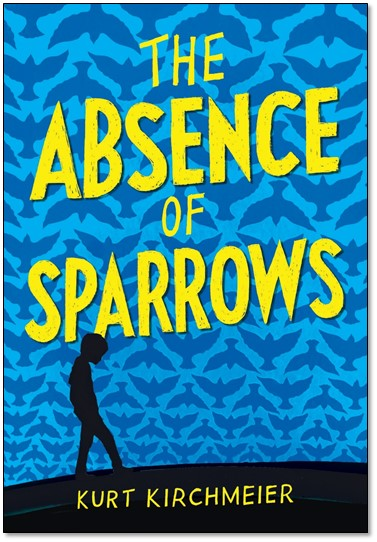 THE
ABSENCE
OF
SPARROWS
KURT KIRCHMEIER